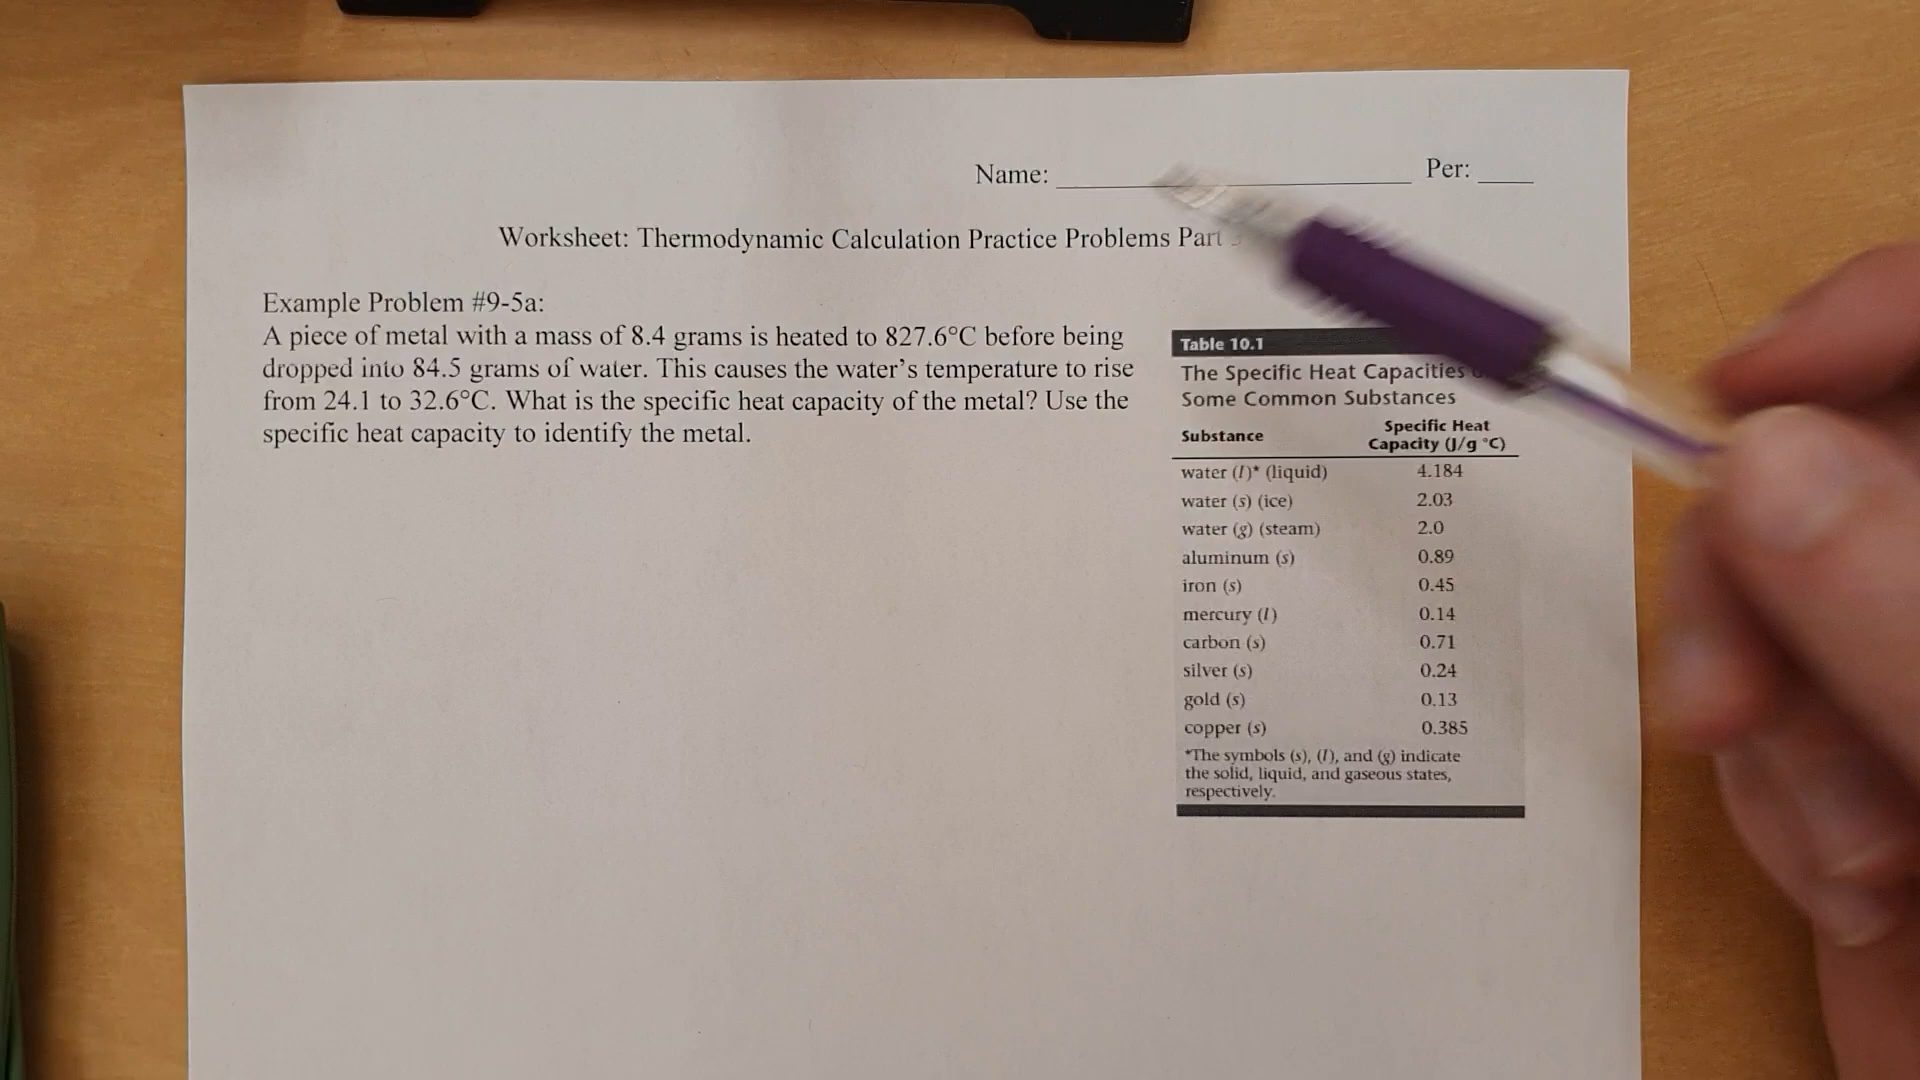 Name: ____________ Per: ____
Worksheet: Thermodynamic Calculation Practice Problems Part
Example Problem #9-5a:
A piece of metal with a mass of 8.4 grams is heated to 827.6°C before being
dropped into 84.5 grams of water. This causes the water's temperature to rise
from 24.1 to 32.6°C. What is the specific heat capacity of the metal? Use the
specific heat capacity to identify the metal.
Table 10.1
The Specific Heat Capacities
Some Common Substances
Substance Specific Heat Capacity (J/g °C)
water (l)* (liquid) 4.184
water (s) (ice) 2.03
water (g) (steam) 2.0
aluminum (s) 0.89
iron (s) 0.45
mercury (l) 0.14
carbon (s) 0.71
silver (s) 0.24
gold (s) 0.13
copper (s) 0.385
*The symbols (s), (l), and (g) indicate
the solid, liquid, and gaseous states,
respectively.